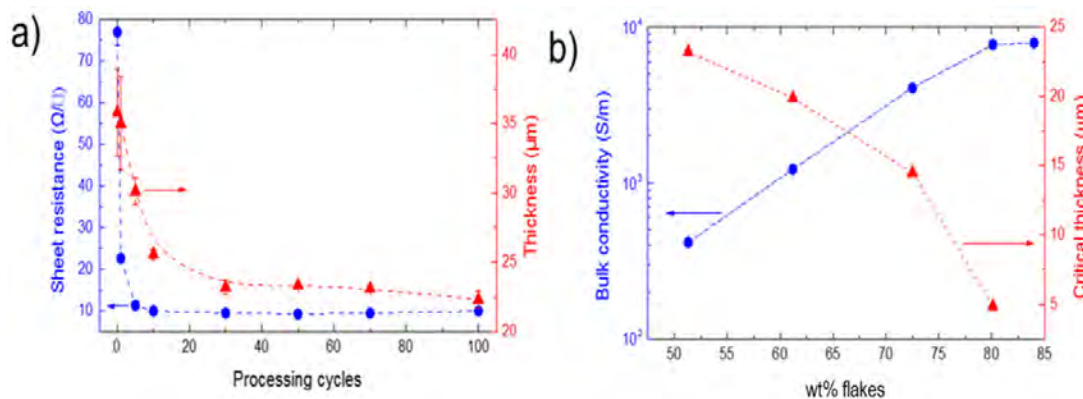 a)
Sheet resistance (Ω/□)
80
70
60
50
40
30
20
10
Thickness (µm)
40
35
30
25
20
0 20 40 60 80 100
Processing cycles
b)
Bulk conductivity (S/m)
10⁴
10³
10²
Critical thickness (µm)
25
20
15
10
5
50 55 60 65 70 75 80 85
wt% flakes